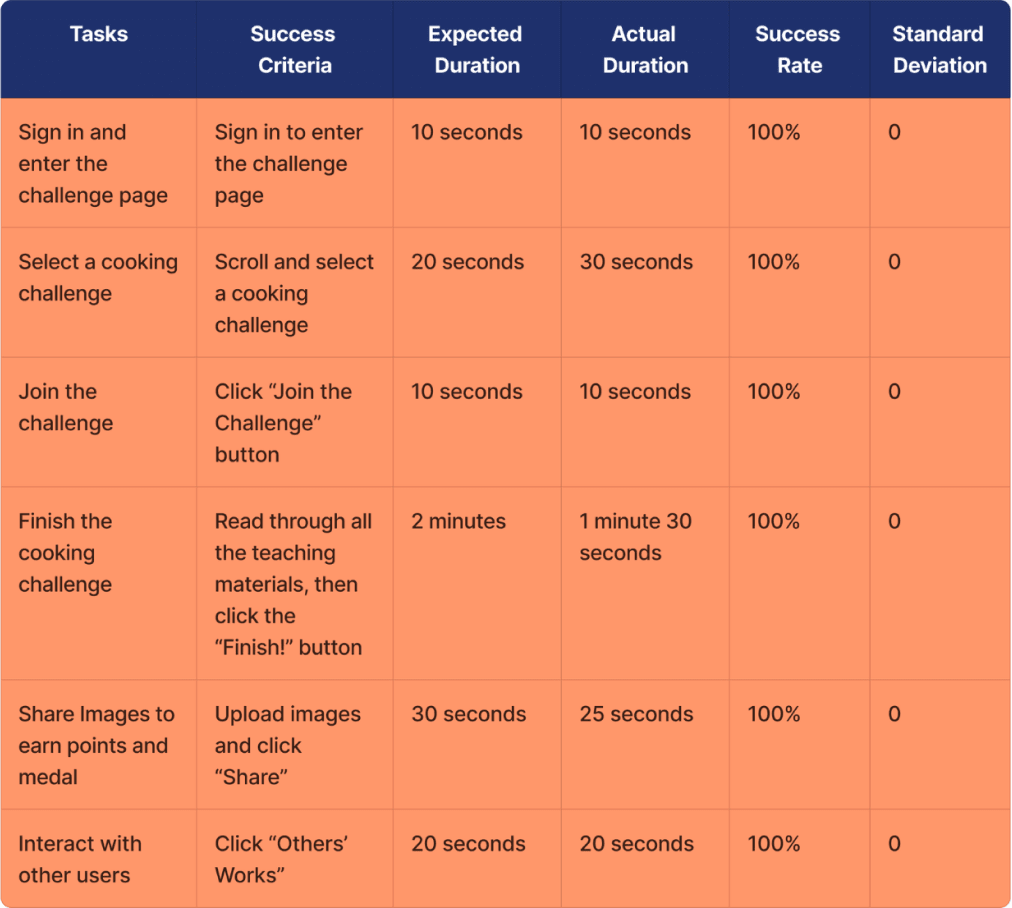 Tasks
Success Criteria
Expected Duration
Actual Duration
Success Rate
Standard Deviation
Sign in and
enter the
challenge page
Sign in to enter
the challenge
page
10 seconds
10 seconds
100%
0
Select a cooking
challenge
Scroll and select
a cooking
challenge
20 seconds
30 seconds
100%
0
Join the
challenge
Click “Join the
Challenge”
button
10 seconds
10 seconds
100%
0
Finish the
cooking
challenge
Read through all
the teaching
materials, then
click the
“Finish!” button
2 minutes
1 minute 30
seconds
100%
0
Share Images to
earn points and
medal
Upload images
and click
“Share”
30 seconds
25 seconds
100%
0
Interact with
other users
Click “Others’
Works”
20 seconds
20 seconds
100%
0